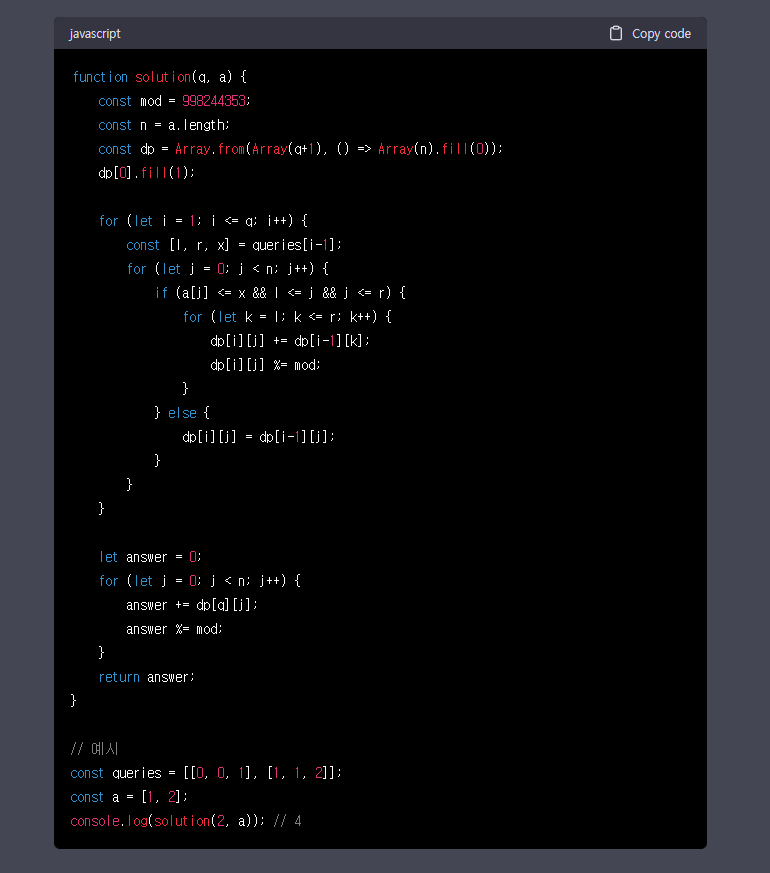 javascript
Copy code
function solution(q, a) {
    const mod = 998244353;
    const n = a.length;
    const dp = Array.from(Array(q+1), () => Array(n).fill(0));
    dp[0].fill(1);

    for (let i = 1; i <= q; i++) {
        const [l, r, x] = queries[i-1];
        for (let j = 0; j < n; j++) {
            if (a[j] <= x && l <= j && j <= r) {
                for (let k = l; k <= r; k++) {
                    dp[i][j] += dp[i-1][k];
                    dp[i][j] %= mod;
                }
            } else {
                dp[i][j] = dp[i-1][j];
            }
        }
    }

    let answer = 0;
    for (let j = 0; j < n; j++) {
        answer += dp[q][j];
        answer %= mod;
    }
    return answer;
}

// 예시
const queries = [[0, 0, 1], [1, 1, 2]];
const a = [1, 2];
console.log(solution(2, a)); // 4